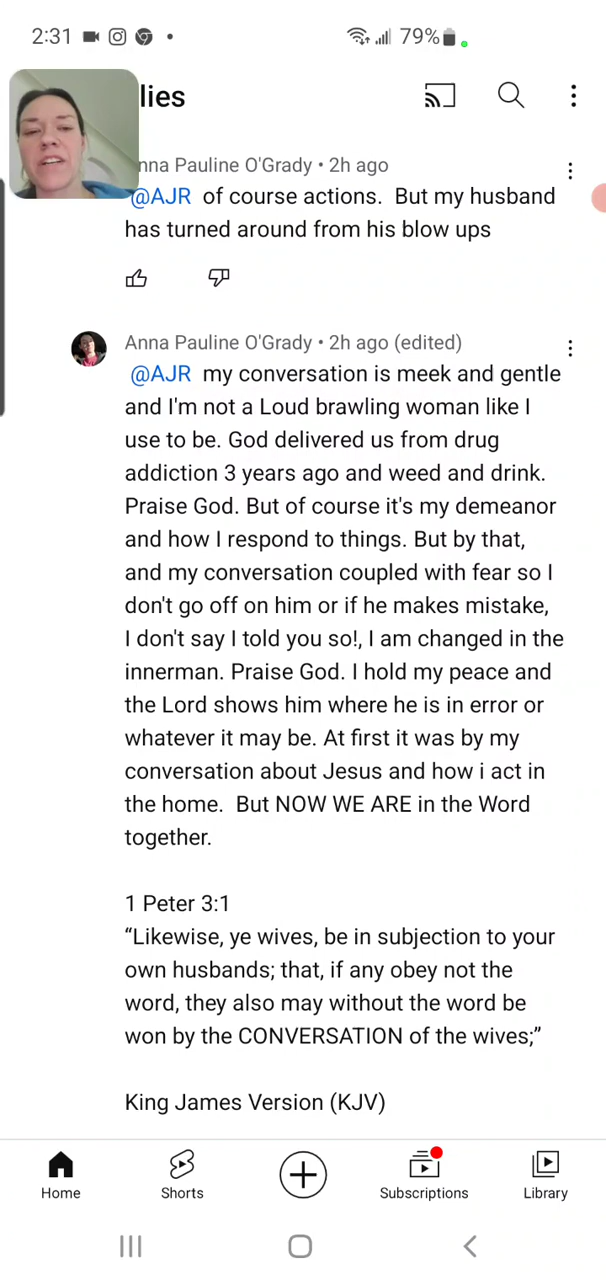 2:31
79%
lies
nna Pauline O'Grady • 2h ago
@AJR of course actions. But my husband
has turned around from his blow ups
Anna Pauline O'Grady • 2h ago (edited)
@AJR my conversation is meek and gentle
and I'm not a Loud brawling woman like I
use to be. God delivered us from drug
addiction 3 years ago and weed and drink.
Praise God. But of course it's my demeanor
and how I respond to things. But by that,
and my conversation coupled with fear so I
don't go off on him or if he makes mistake,
I don't say I told you so!, I am changed in the
innerman. Praise God. I hold my peace and
the Lord shows him where he is in error or
whatever it may be. At first it was by my
conversation about Jesus and how i act in
the home. But NOW WE ARE in the Word
together.
1 Peter 3:1
“Likewise, ye wives, be in subjection to your
own husbands; that, if any obey not the
word, they also may without the word be
won by the CONVERSATION of the wives;”
King James Version (KJV)
Home Shorts Subscriptions Library